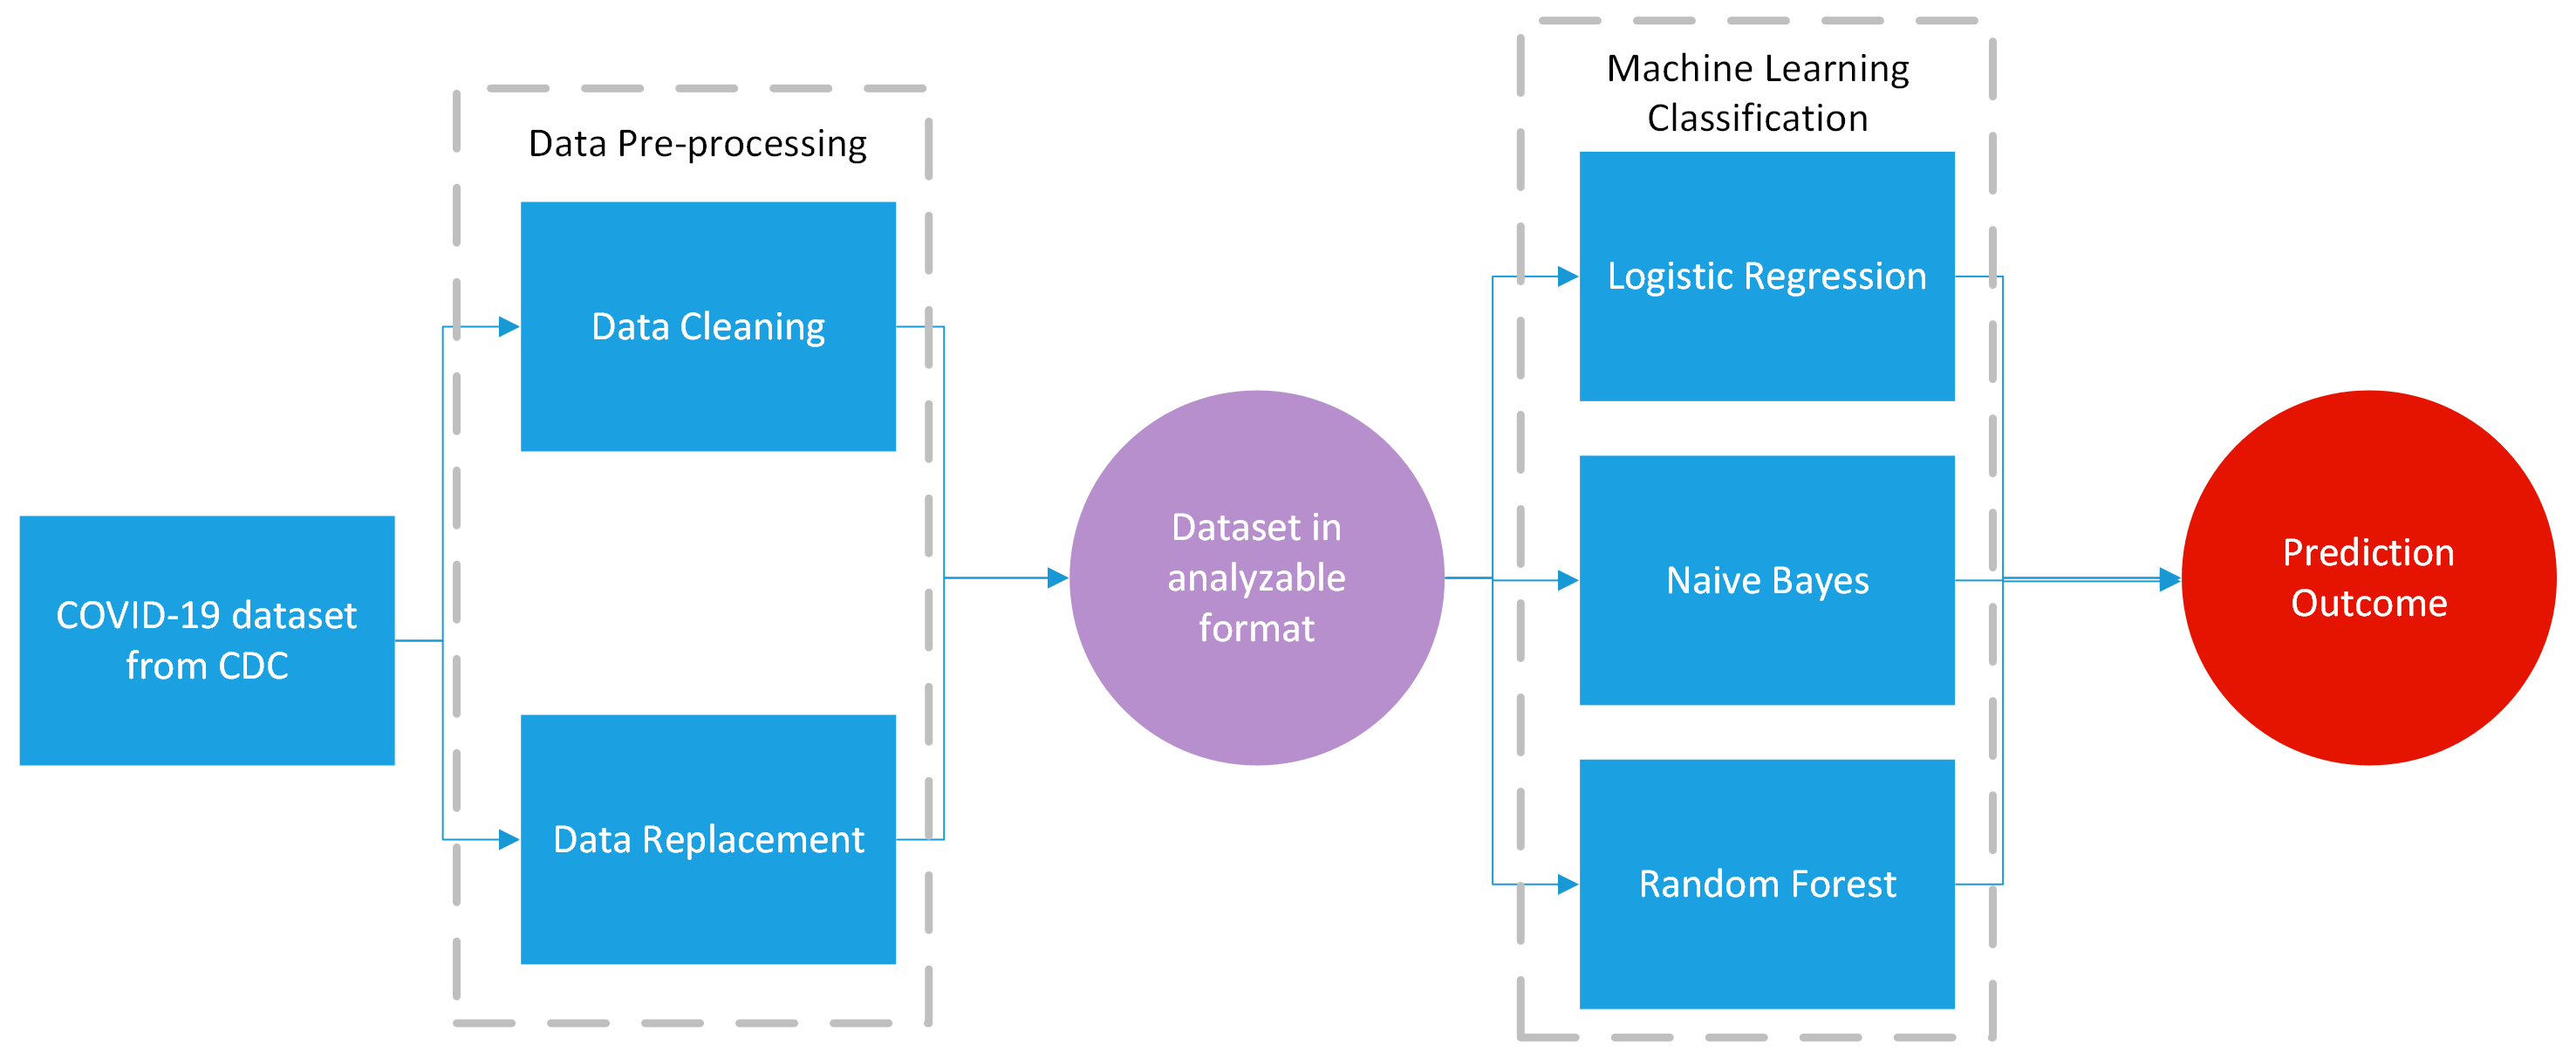 COVID-19 dataset
from CDC
Data Pre-processing
Data Cleaning
Data Replacement
Dataset in
analyzable
format
Machine Learning
Classification
Logistic Regression
Naive Bayes
Random Forest
Prediction
Outcome